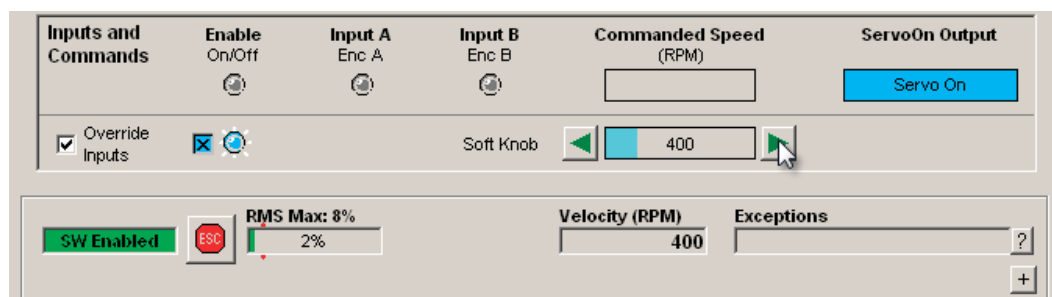 Inputs and Commands
Enable
On/Off
Input A
Enc A
Input B
Enc B
Commanded Speed
(RPM)
ServoOn Output
Servo On
Override Inputs
Soft Knob
400
SW Enabled
ESC
RMS Max: 8%
2%
Velocity (RPM)
400
Exceptions
?
+